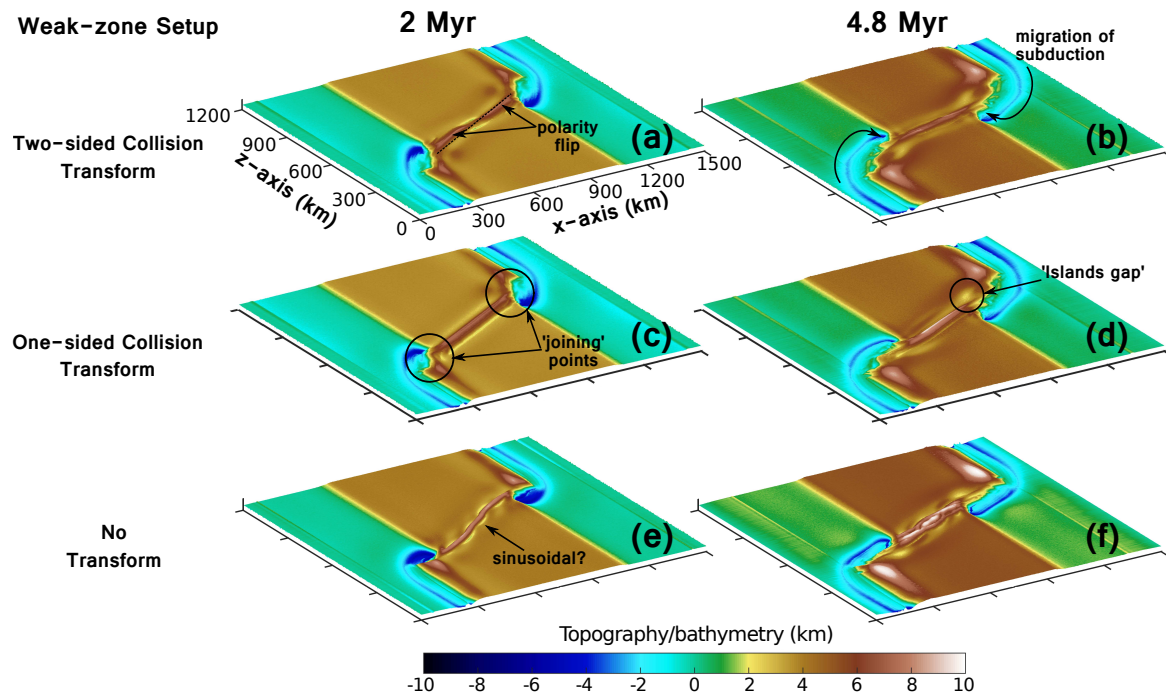 Weak-zone Setup
2 Myr
4.8 Myr
migration of
subduction
polarity
flip
(a)
(b)
Two-sided Collision
Transform
1200
900
600
300
0
z-axis (km)
0
300
600
900
1200
1500
x-axis (km)
'Islands gap'
'joining'
points
(c)
(d)
One-sided Collision
Transform
sinusoidal?
(e)
(f)
No
Transform
Topography/bathymetry (km)
-10 -8 -6 -4 -2 0 2 4 6 8 10